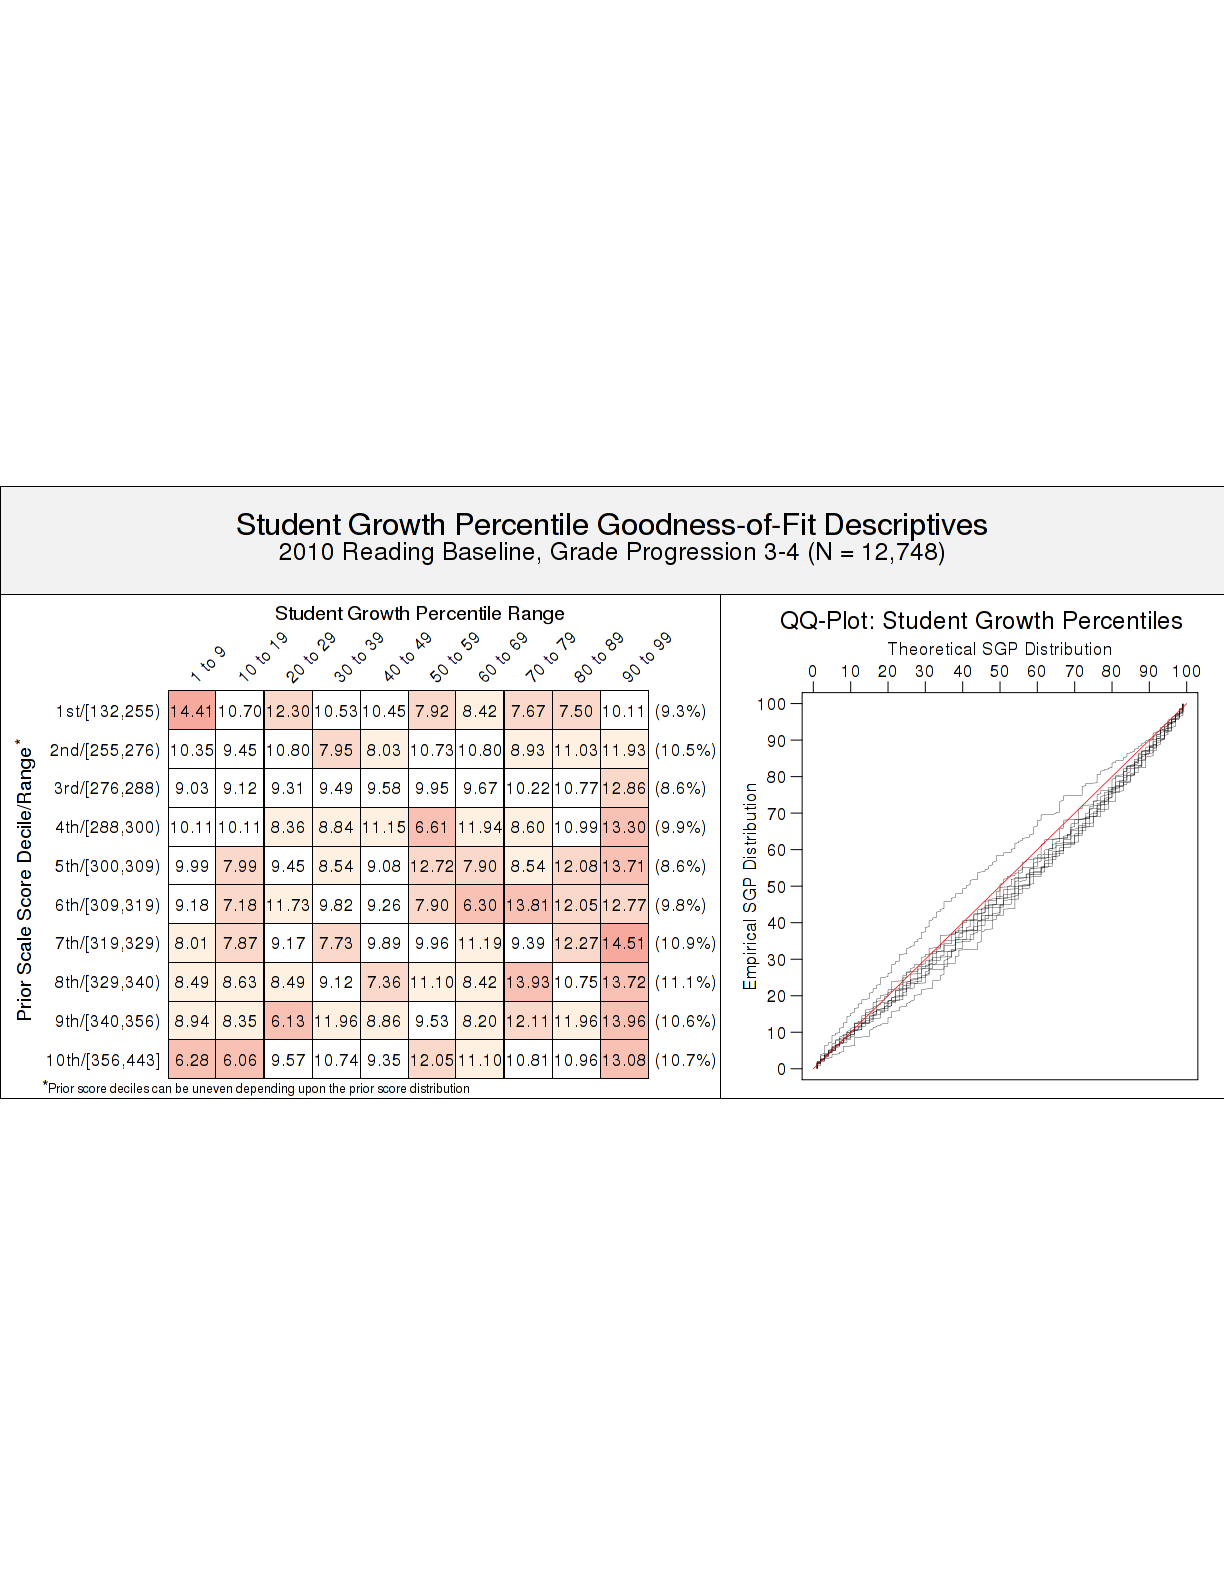 Student Growth Percentile Goodness-of-Fit Descriptives
2010 Reading Baseline, Grade Progression 3-4 (N = 12,748)
Student Growth Percentile Range
1 to 9 10 to 19 20 to 29 30 to 39 40 to 49 50 to 59 60 to 69 70 to 79 80 to 89 90 to 99
Prior Scale Score Decile/Range*
1st/[132,255) 14.41 10.70 12.30 10.53 10.45 7.92 8.42 7.67 7.50 10.11 (9.3%)
2nd/[255,276) 10.35 9.45 10.80 7.95 8.03 10.73 10.80 8.93 11.03 11.93 (10.5%)
3rd/[276,288) 9.03 9.12 9.31 9.49 9.58 9.95 9.67 10.22 10.77 12.86 (8.6%)
4th/[288,300) 10.11 10.11 8.36 8.84 11.15 6.61 11.94 8.60 10.99 13.30 (9.9%)
5th/[300,309) 9.99 7.99 9.45 8.54 9.08 12.72 7.90 8.54 12.08 13.71 (8.6%)
6th/[309,319) 9.18 7.18 11.73 9.82 9.26 7.90 6.30 13.81 12.05 12.77 (9.8%)
7th/[319,329) 8.01 7.87 9.17 7.73 9.89 9.96 11.19 9.39 12.27 14.51 (10.9%)
8th/[329,340) 8.49 8.63 8.49 9.12 7.36 11.10 8.42 13.93 10.75 13.72 (11.1%)
9th/[340,356) 8.94 8.35 6.13 11.96 8.86 9.53 8.20 12.11 11.96 13.96 (10.6%)
10th/[356,443] 6.28 6.06 9.57 10.74 9.35 12.05 11.10 10.81 10.96 13.08 (10.7%)
*Prior score deciles can be uneven depending upon the prior score distribution
QQ-Plot: Student Growth Percentiles
Theoretical SGP Distribution
0 10 20 30 40 50 60 70 80 90 100
Empirical SGP Distribution
100
90
80
70
60
50
40
30
20
10
0